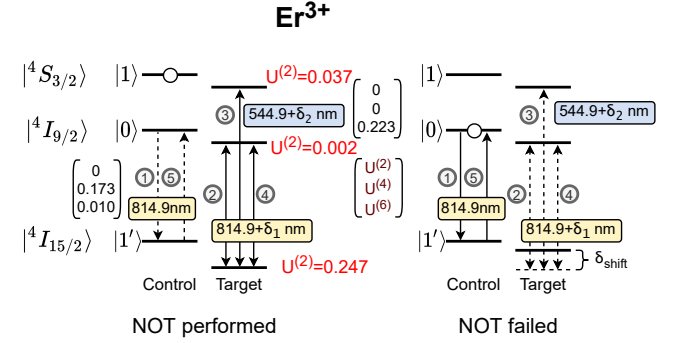 Er³⁺
|⁴S₃/₂⟩ |1⟩ U⁽²⁾=0.037
③ 544.9+δ₂ nm
0
0
0.223
|⁴I₉/₂⟩ |0⟩ U⁽²⁾=0.002
0
0.173
0.010
① ⑤ 814.9nm
② ④ 814.9+δ₁ nm
U⁽²⁾
U⁽⁴⁾
U⁽⁶⁾
|⁴I₁₅/₂⟩ |1′⟩ U⁽²⁾=0.247
Control Target
NOT performed
|1⟩
③ 544.9+δ₂ nm
|0⟩
① ⑤ 814.9nm
② ④ 814.9+δ₁ nm
|1′⟩
δshift
Control Target
NOT failed